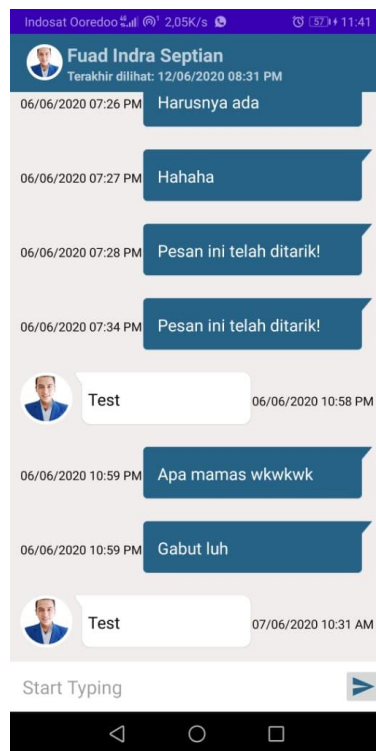 Indosat Ooredoo 2,05K/s 57 11:41
Fuad Indra Septian
Terakhir dilihat: 12/06/2020 08:31 PM
06/06/2020 07:26 PM Harusnya ada
06/06/2020 07:27 PM Hahaha
06/06/2020 07:28 PM Pesan ini telah ditarik!
06/06/2020 07:34 PM Pesan ini telah ditarik!
Test 06/06/2020 10:58 PM
06/06/2020 10:59 PM Apa mamas wkwkwk
06/06/2020 10:59 PM Gabut luh
Test 07/06/2020 10:31 AM
Start Typing